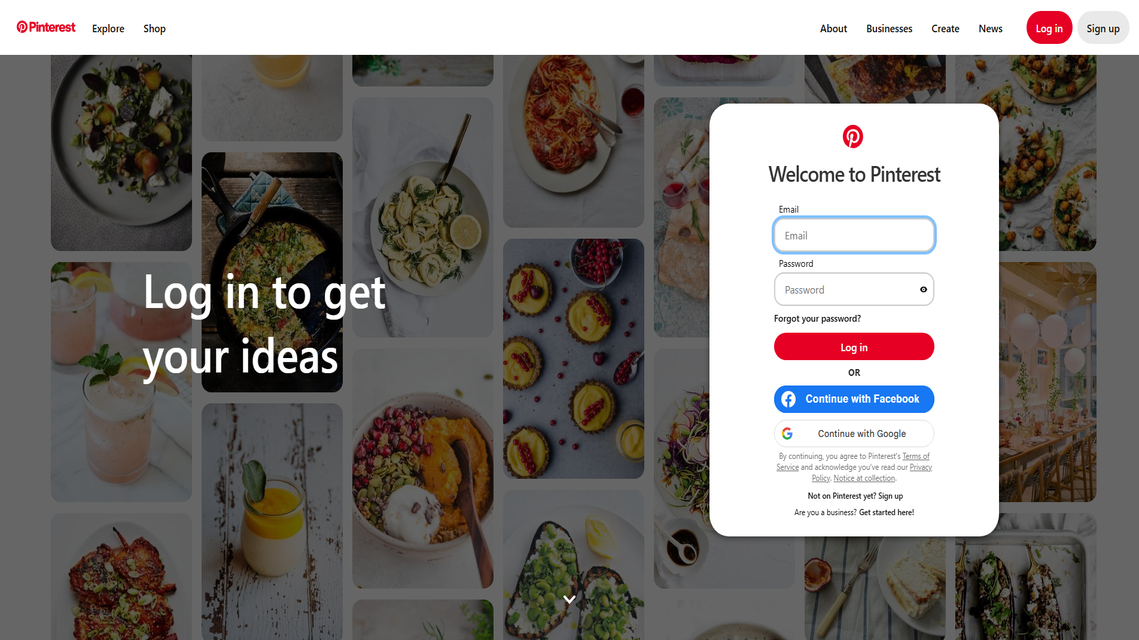 Pinterest
Explore
Shop
About
Businesses
Create
News
Log in
Sign up
Log in to get
your ideas
Welcome to Pinterest
Email
Email
Password
Password
Forgot your password?
Log in
OR
Continue with Facebook
Continue with Google
By continuing, you agree to Pinterest's Terms of
Service and acknowledge you've read our Privacy
Policy. Notice at collection.
Not on Pinterest yet? Sign up
Are you a business? Get started here!